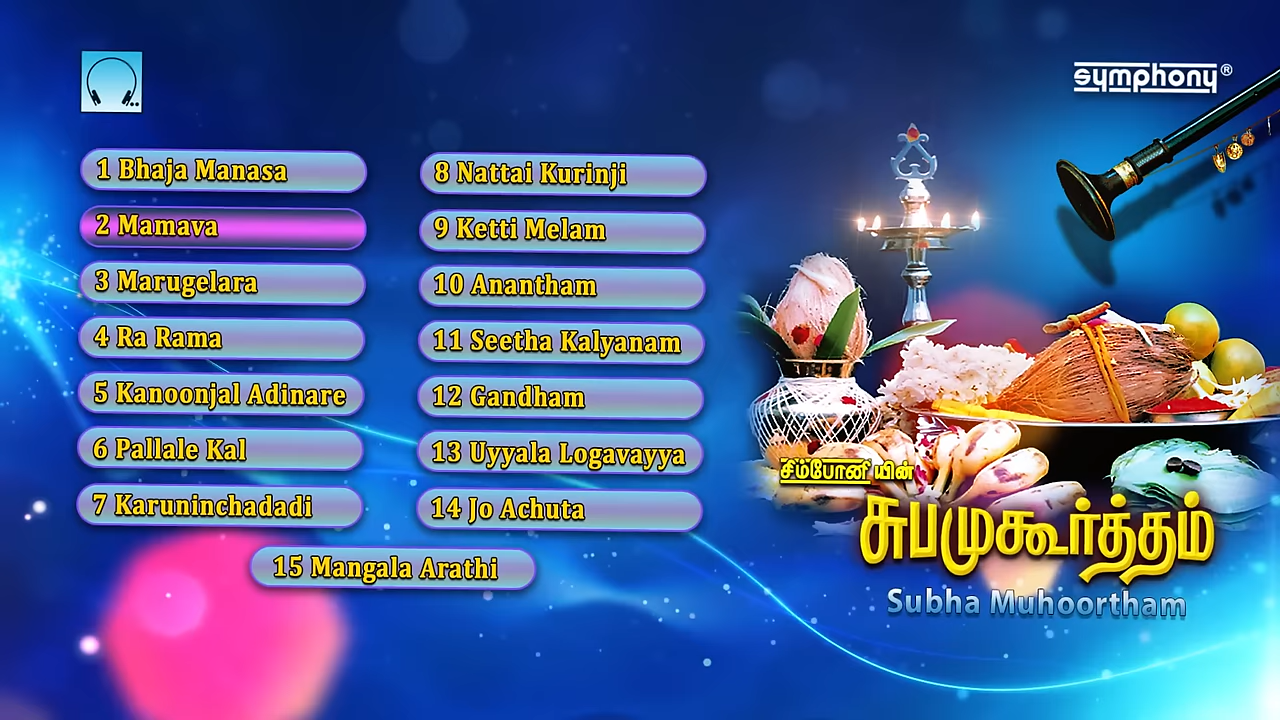 symphony®
1 Bhaja Manasa
2 Mamava
3 Marugelara
4 Ra Rama
5 Kanoonjal Adinare
6 Pallale Kal
7 Karuninchadadi
8 Nattai Kurinji
9 Ketti Melam
10 Anantham
11 Seetha Kalyanam
12 Gandham
13 Uyyala Logavayya
14 Jo Achuta
15 Mangala Arathi
சிம்போனியின்
சுபமுகூர்த்தம்
Subha Muhoortham